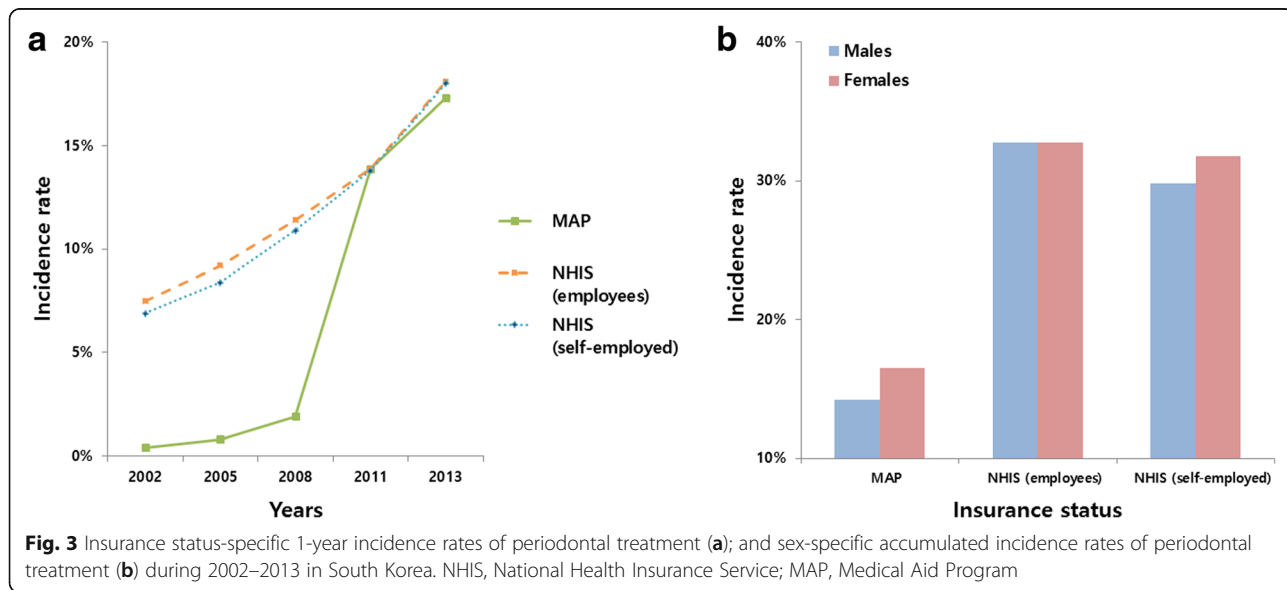 a
20%
15%
10%
5%
0%
Incidence rate
2002 2005 2008 2011 2013
Years
MAP
NHIS
(employees)
NHIS
(self-employed)
b
40%
30%
20%
10%
Incidence rate
Males
Females
MAP NHIS (employees) NHIS (self-employed)
Insurance status
Fig. 3 Insurance status-specific 1-year incidence rates of periodontal treatment (a); and sex-specific accumulated incidence rates of periodontal
treatment (b) during 2002–2013 in South Korea. NHIS, National Health Insurance Service; MAP, Medical Aid Program